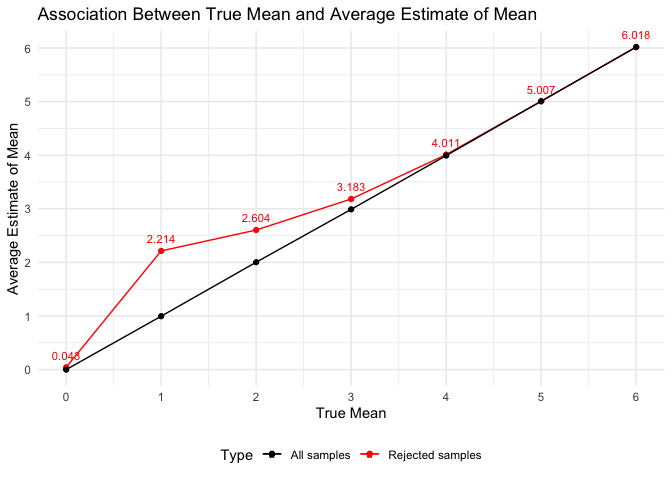 Association Between True Mean and Average Estimate of Mean
6.018
6
5.007
5
4.011
4
3.183
3
2.604
2.214
2
1
0.043
0
0 1 2 3 4 5 6
Average Estimate of Mean
True Mean
Type All samples Rejected samples